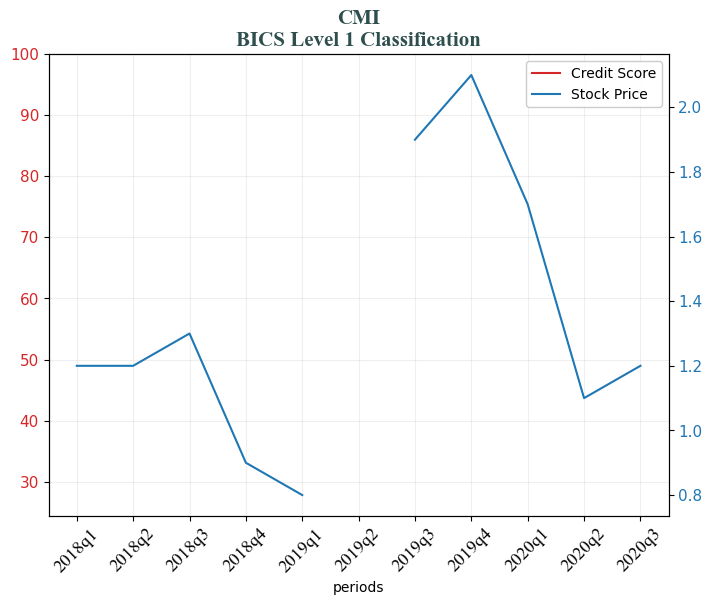 CMI
BICS Level 1 Classification
100
90
80
70
60
50
40
30
Credit Score
Stock Price
2.0
1.8
1.6
1.4
1.2
1.0
0.8
2018q1
2018q2
2018q3
2018q4
2019q1
2019q2
2019q3
2019q4
2020q1
2020q2
2020q3
periods